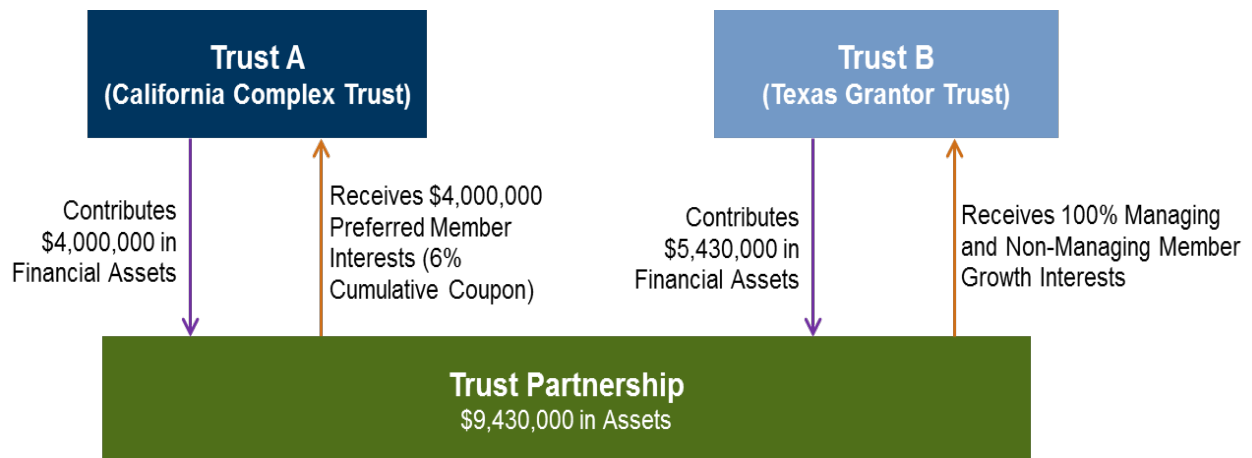 Trust A
(California Complex Trust)
Trust B
(Texas Grantor Trust)
Contributes
$4,000,000 in
Financial Assets
Receives $4,000,000
Preferred Member
Interests (6%
Cumulative Coupon)
Contributes
$5,430,000 in
Financial Assets
Receives 100% Managing
and Non-Managing Member
Growth Interests
Trust Partnership
$9,430,000 in Assets